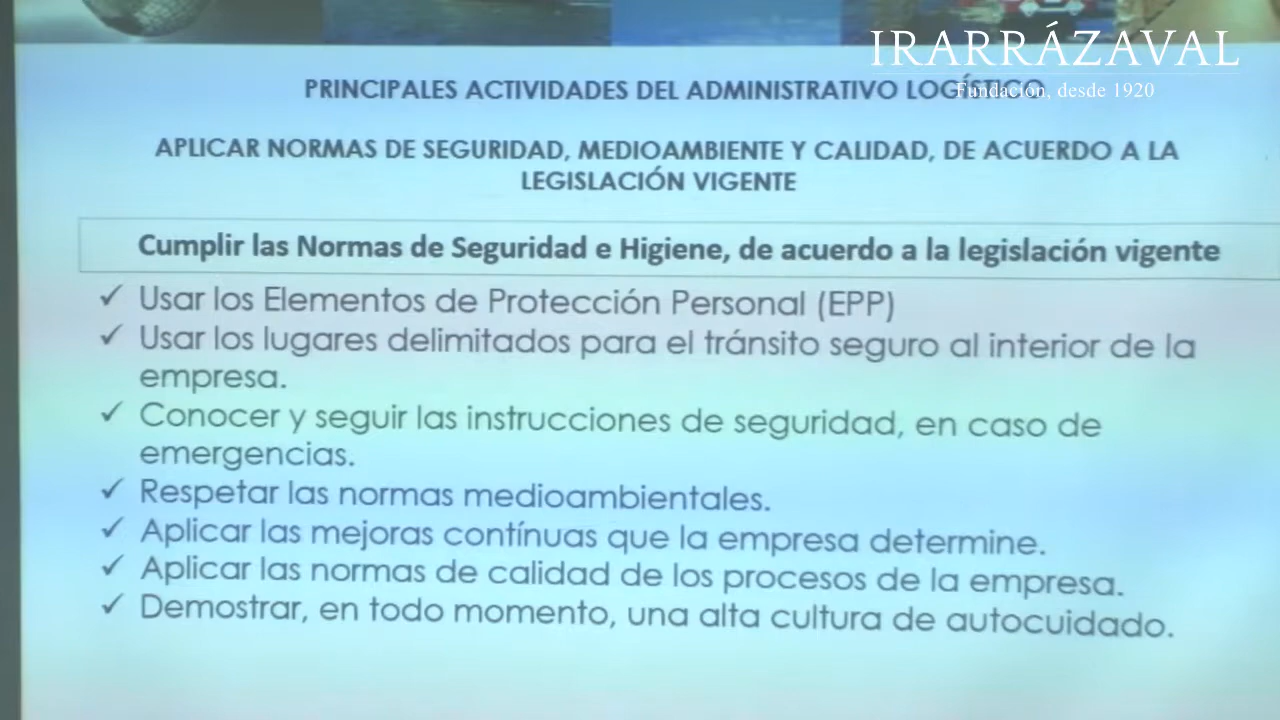 IRARRÁZAVAL
Fundación, desde 1920
PRINCIPALES ACTIVIDADES DEL ADMINISTRATIVO LOGÍSTICO
APLICAR NORMAS DE SEGURIDAD, MEDIOAMBIENTE Y CALIDAD, DE ACUERDO A LA
LEGISLACIÓN VIGENTE
Cumplir las Normas de Seguridad e Higiene, de acuerdo a la legislación vigente
✓ Usar los Elementos de Protección Personal (EPP)
✓ Usar los lugares delimitados para el tránsito seguro al interior de la
empresa.
✓ Conocer y seguir las instrucciones de seguridad, en caso de
emergencias.
✓ Respetar las normas medioambientales.
✓ Aplicar las mejoras contínuas que la empresa determine.
✓ Aplicar las normas de calidad de los procesos de la empresa.
✓ Demostrar, en todo momento, una alta cultura de autocuidado.